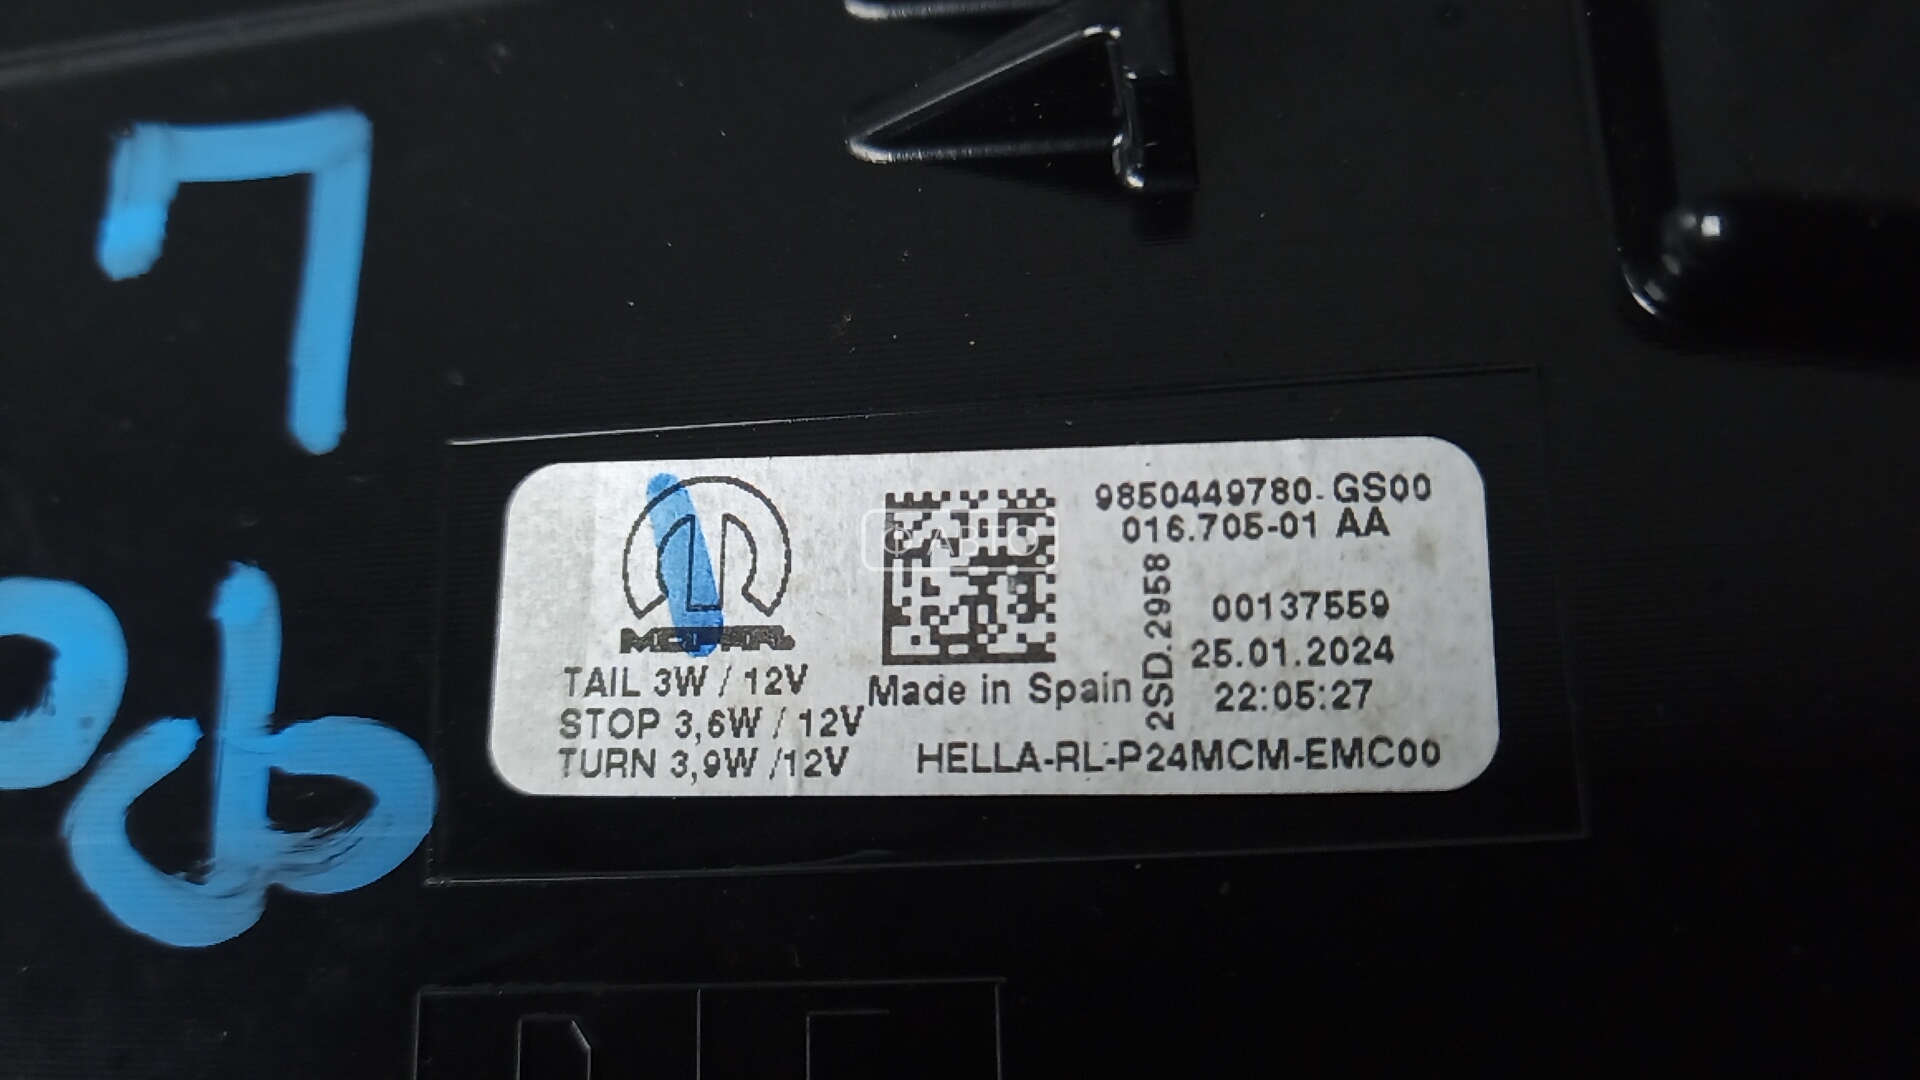 9850449780-GS00
016.705-01 AA
2SD.2958
00137559
25.01.2024
22:05:27
MOPAR
TAIL 3W / 12V
STOP 3,6W / 12V
TURN 3,9W /12V
Made in Spain
HELLA-RL-P24MCM-EMC00
АВТО